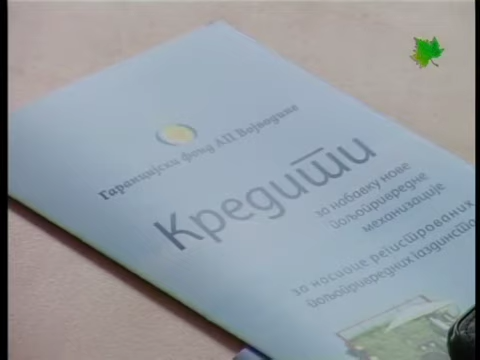 Гаранцијски фонд АП Војводине
Кредити
за набавку нове
пољопривредне
механизације
за носиоце регистрованих
пољопривредних газдинстава